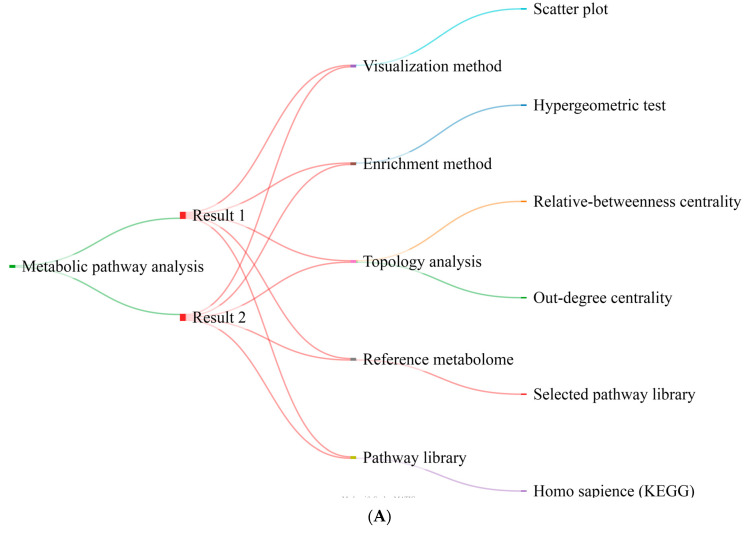 Scatter plot
Visualization method
Hypergeometric test
Enrichment method
Relative-betweenness centrality
Result 1
Metabolic pathway analysis
Topology analysis
Out-degree centrality
Result 2
Reference metabolome
Selected pathway library
Pathway library
Homo sapience (KEGG)
(A)